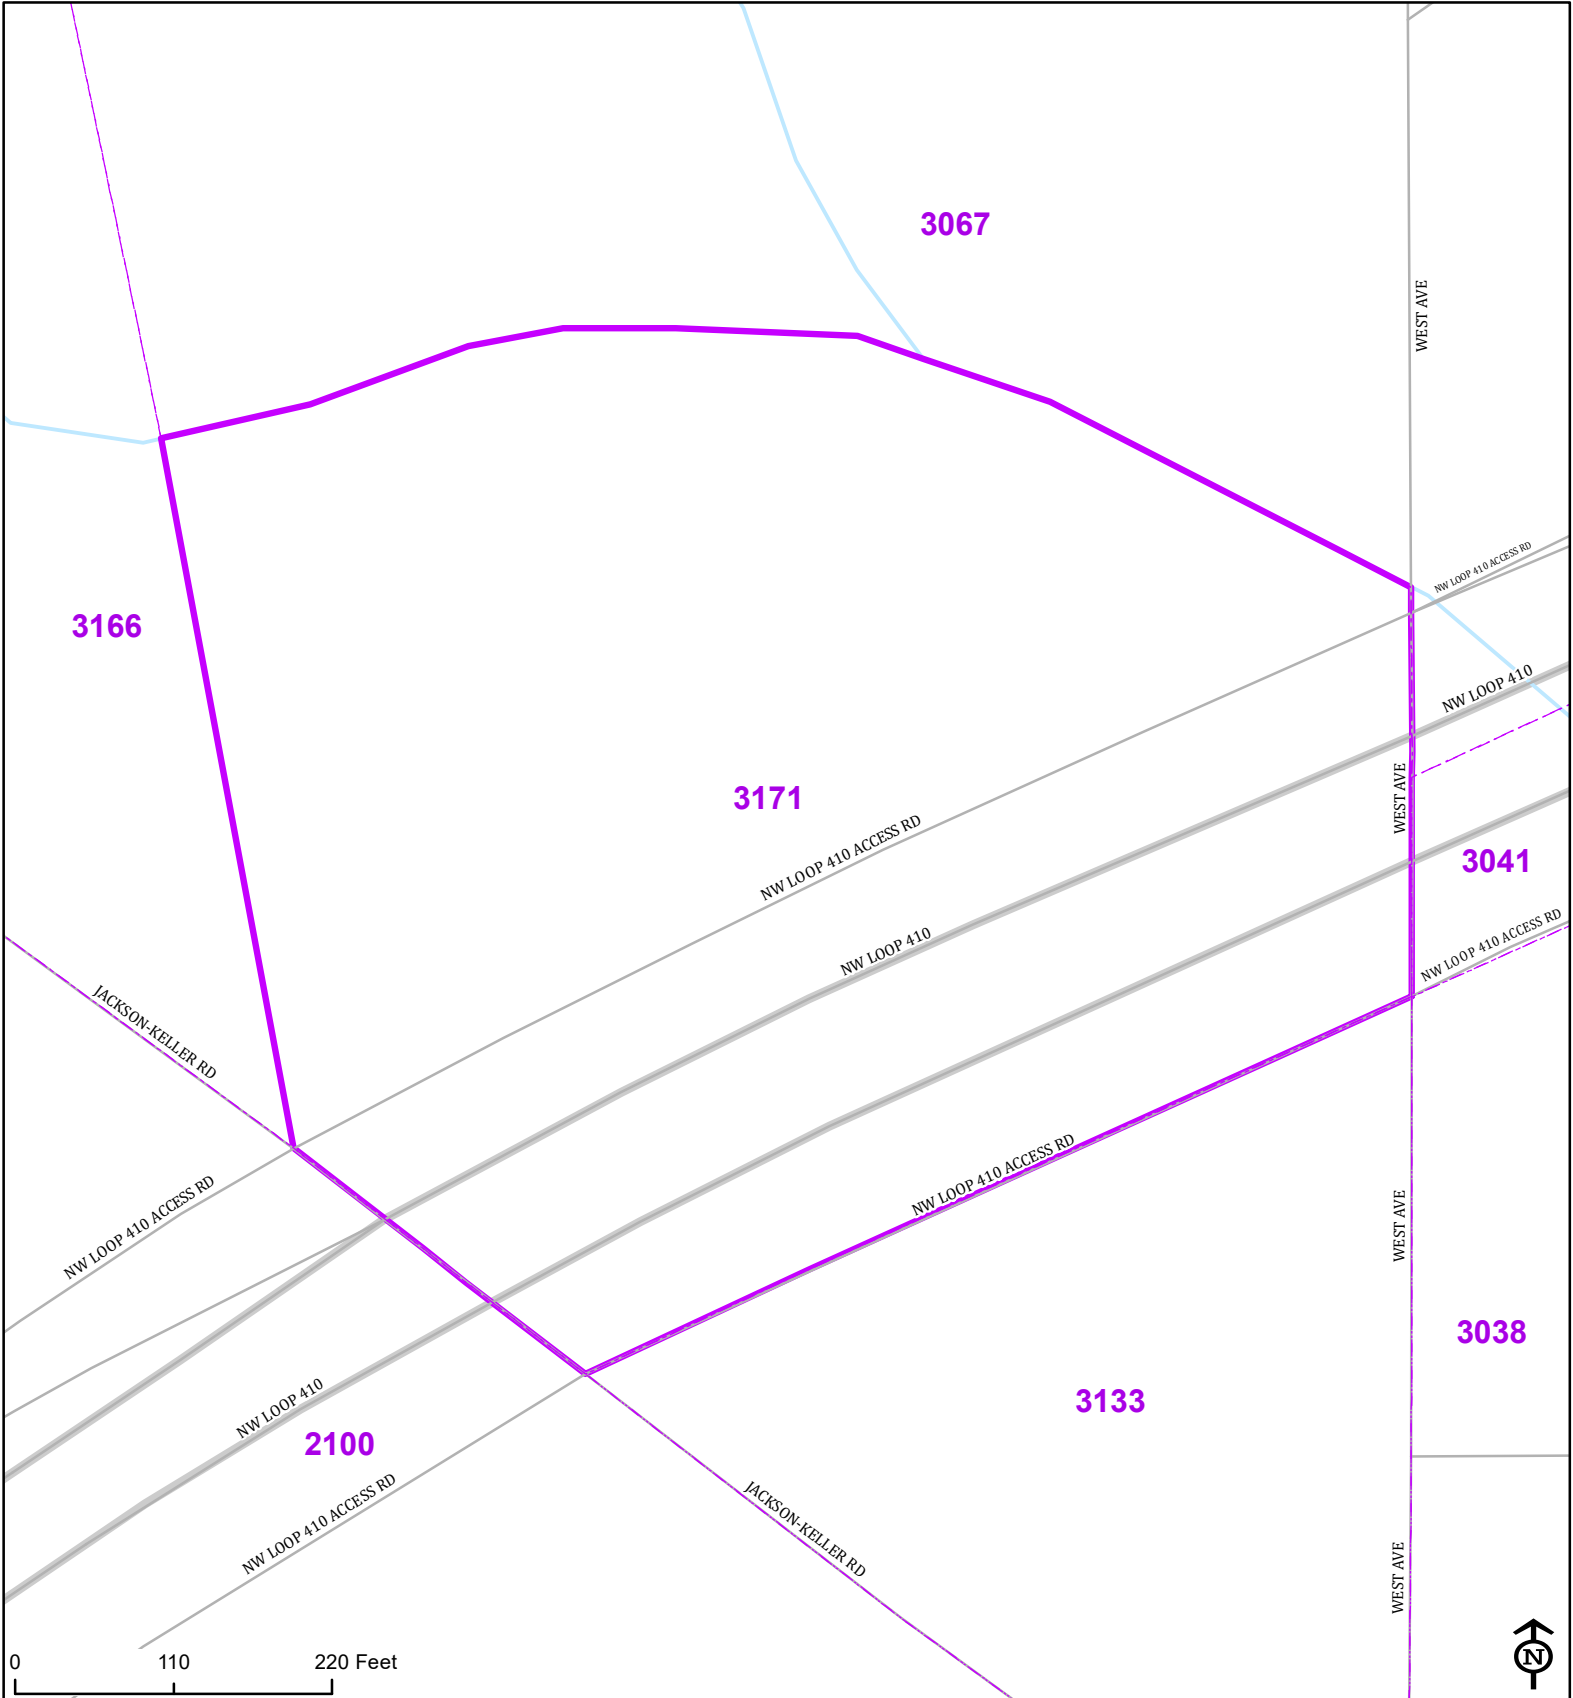 3067
WEST AVE
NW LOOP 410 ACCESS RD
3166
NW LOOP 410
3171
WEST AVE
NW LOOP 410 ACCESS RD
3041
NW LOOP 410
NW LOOP 410 ACCESS RD
JACKSON-KELLER RD
NW LOOP 410 ACCESS RD
NW LOOP 410 ACCESS RD
WEST AVE
3038
NW LOOP 410
3133
2100
NW LOOP 410 ACCESS RD
JACKSON-KELLER RD
WEST AVE
0 110 220 Feet
N